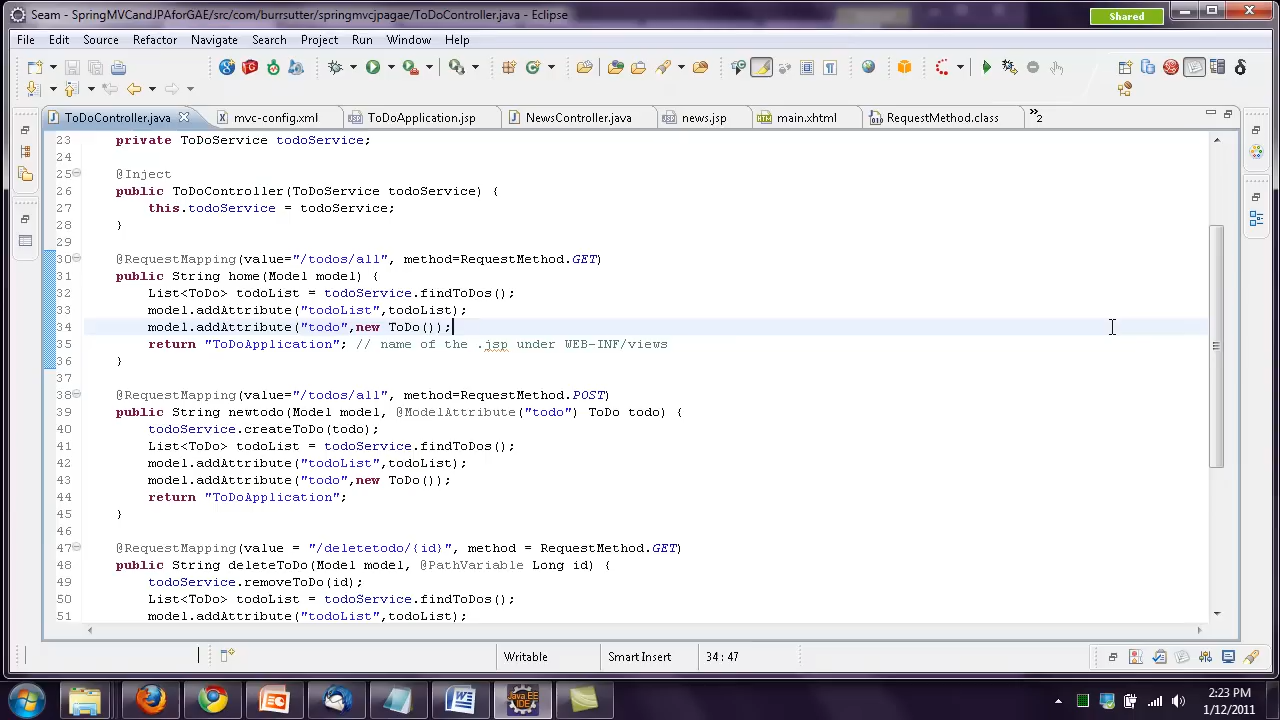 Seam - SpringMVCandJPAforGAE/src/com/burrsutter/springmvcjpagae/ToDoController.java - Eclipse
Shared
File Edit Source Refactor Navigate Search Project Run Window Help
ToDoController.java mvc-config.xml ToDoApplication.jsp NewsController.java news.jsp main.xhtml RequestMethod.class »2
23 private ToDoService todoService;
24
25 @Inject
26 public ToDoController(ToDoService todoService) {
27 this.todoService = todoService;
28 }
29
30 @RequestMapping(value="/todos/all", method=RequestMethod.GET)
31 public String home(Model model) {
32 List<ToDo> todoList = todoService.findToDos();
33 model.addAttribute("todoList",todoList);
34 model.addAttribute("todo",new ToDo());
35 return "ToDoApplication"; // name of the .jsp under WEB-INF/views
36 }
37
38 @RequestMapping(value="/todos/all", method=RequestMethod.POST)
39 public String newtodo(Model model, @ModelAttribute("todo") ToDo todo) {
40 todoService.createToDo(todo);
41 List<ToDo> todoList = todoService.findToDos();
42 model.addAttribute("todoList",todoList);
43 model.addAttribute("todo",new ToDo());
44 return "ToDoApplication";
45 }
46
47 @RequestMapping(value = "/deletetodo/{id}", method = RequestMethod.GET)
48 public String deleteToDo(Model model, @PathVariable Long id) {
49 todoService.removeToDo(id);
50 List<ToDo> todoList = todoService.findToDos();
51 model.addAttribute("todoList",todoList);
Writable Smart Insert 34 : 47
Java EE IDE
2:23 PM
1/12/2011